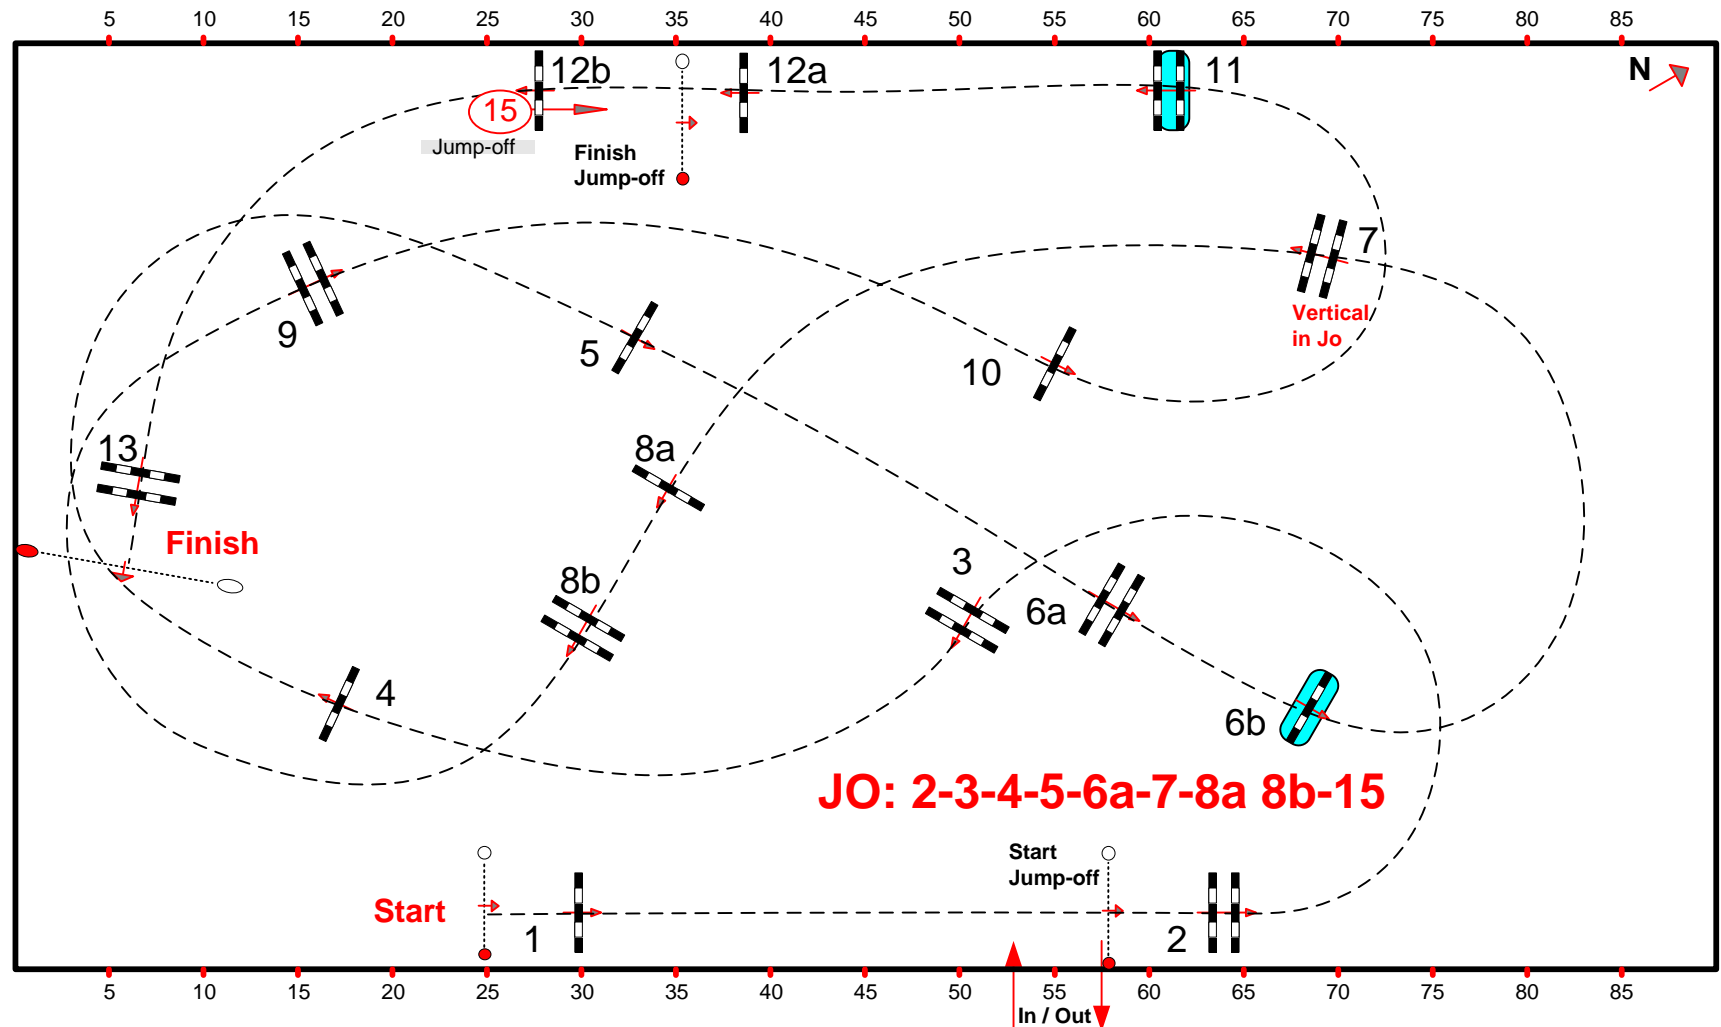 5 10 15 20 25 30 35 40 45 50 55 60 65 70 75 80 85
12b
12a
11
N
15
Jump-off
Finish
Jump-off
7
Vertical
in Jo
9
5
10
13
8a
Finish
3
8b
6a
4
6b
JO: 2-3-4-5-6a-7-8a 8b-15
Start
Jump-off
Start
1
2
5 10 15 20 25 30 35 40 45 50 55 60 65 70 75 80 85
In / Out